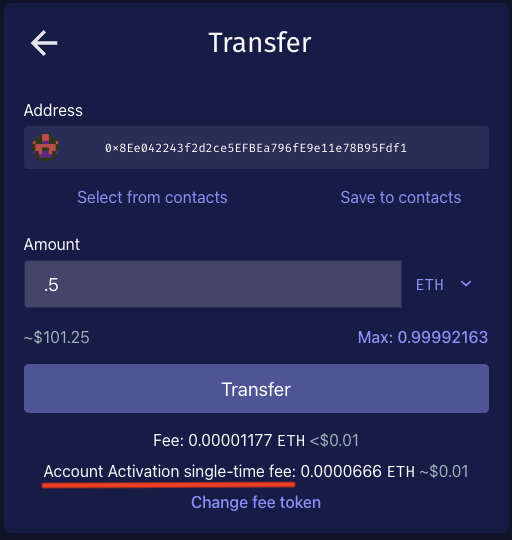 Transfer
Address
0x8Ee042243f2d2ce5EFBEa796fE9e11e78B95Fdf1
Select from contacts Save to contacts
Amount
.5 ETH
~$101.25 Max: 0.99992163
Transfer
Fee: 0.00001177 ETH <$0.01
Account Activation single-time fee: 0.0000666 ETH ~$0.01
Change fee token